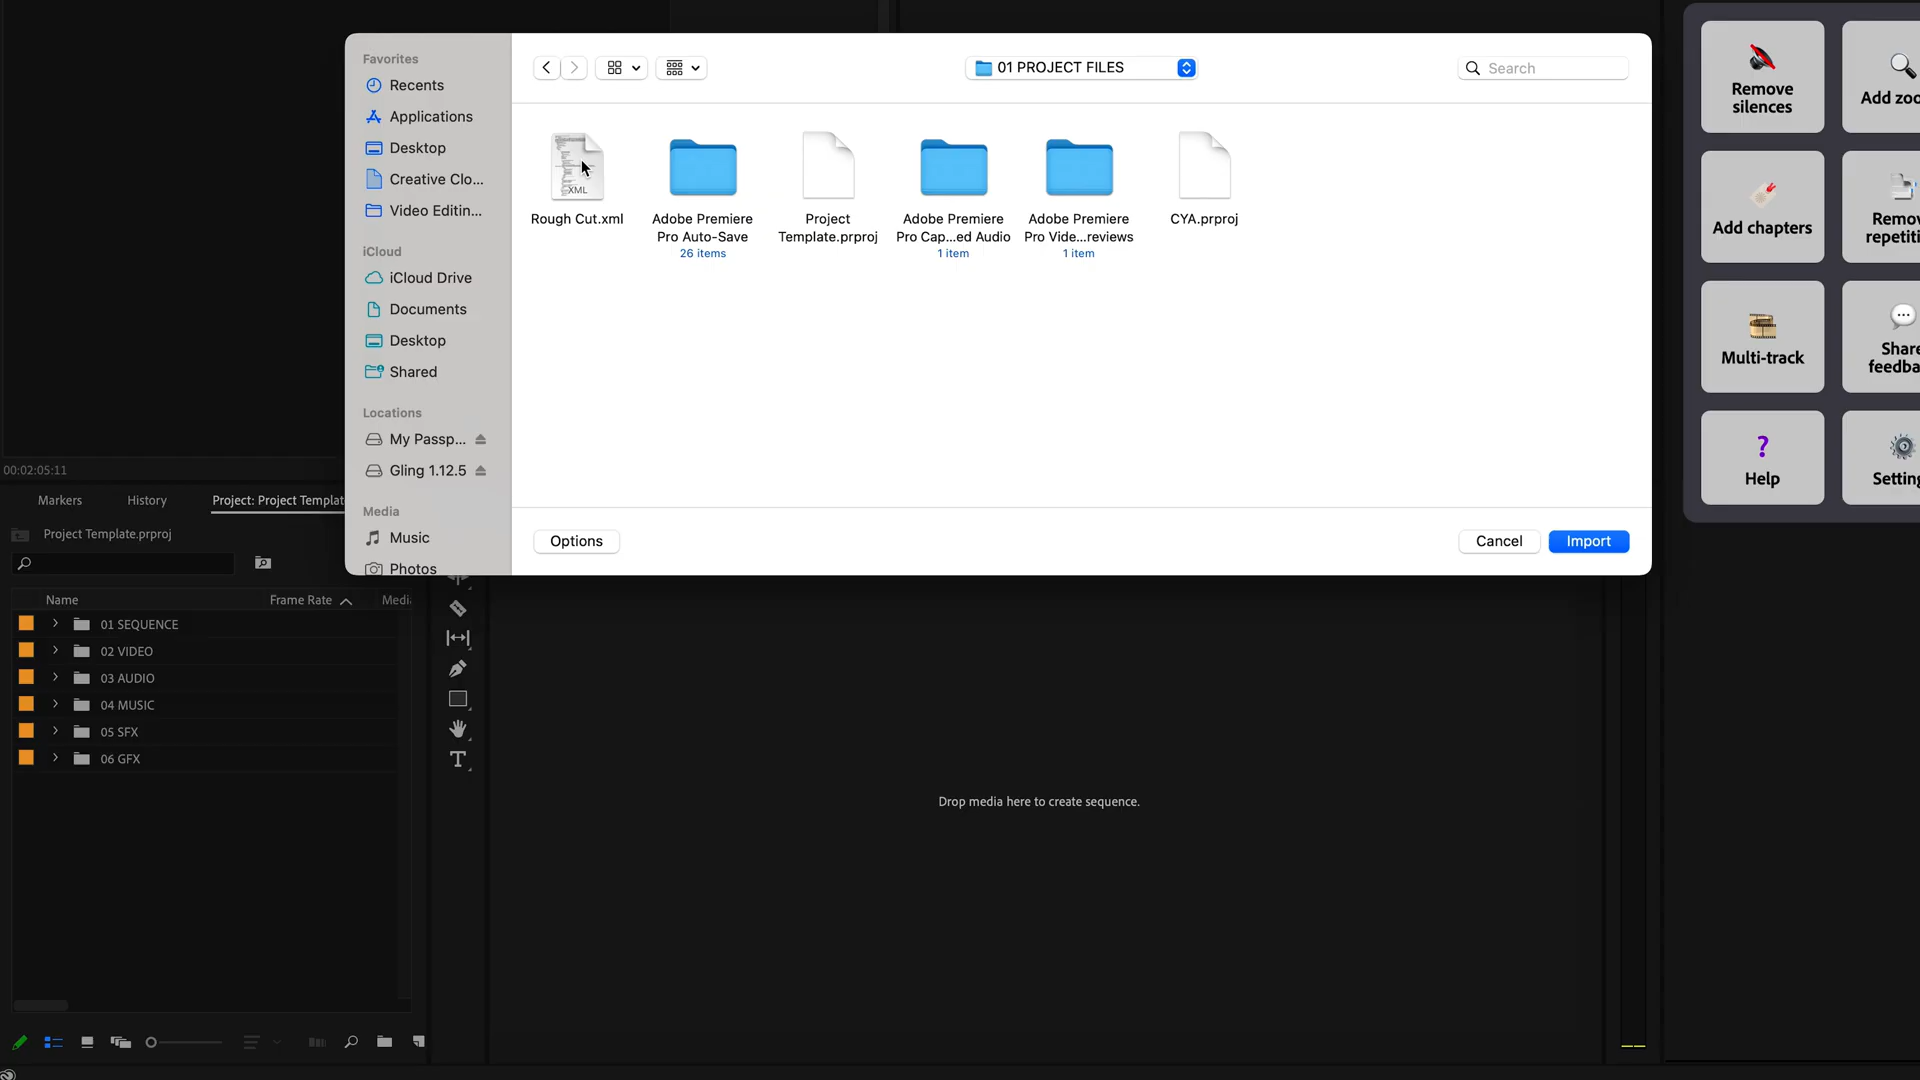 Favorites
Recents
Applications
Desktop
Creative Clo...
Video Editin...
iCloud
iCloud Drive
Documents
Desktop
Shared
Locations
My Passp...
Gling 1.12.5
Media
Music
Photos
01 PROJECT FILES
Search
XML
Rough Cut.xml
Adobe Premiere
Pro Auto-Save
26 items
Project
Template.prproj
Adobe Premiere
Pro Cap...ed Audio
1 item
Adobe Premiere
Pro Vide...reviews
1 item
CYA.prproj
Options
Cancel
Import
Remove
silences
Add zoo
Add chapters
Remov
repetiti
Multi-track
Share
feedba
?
Help
Setting
00:02:05:11
Markers
History
Project: Project Templat
Project Template.prproj
Name
Frame Rate
Media
01 SEQUENCE
02 VIDEO
03 AUDIO
04 MUSIC
05 SFX
06 GFX
T
Drop media here to create sequence.